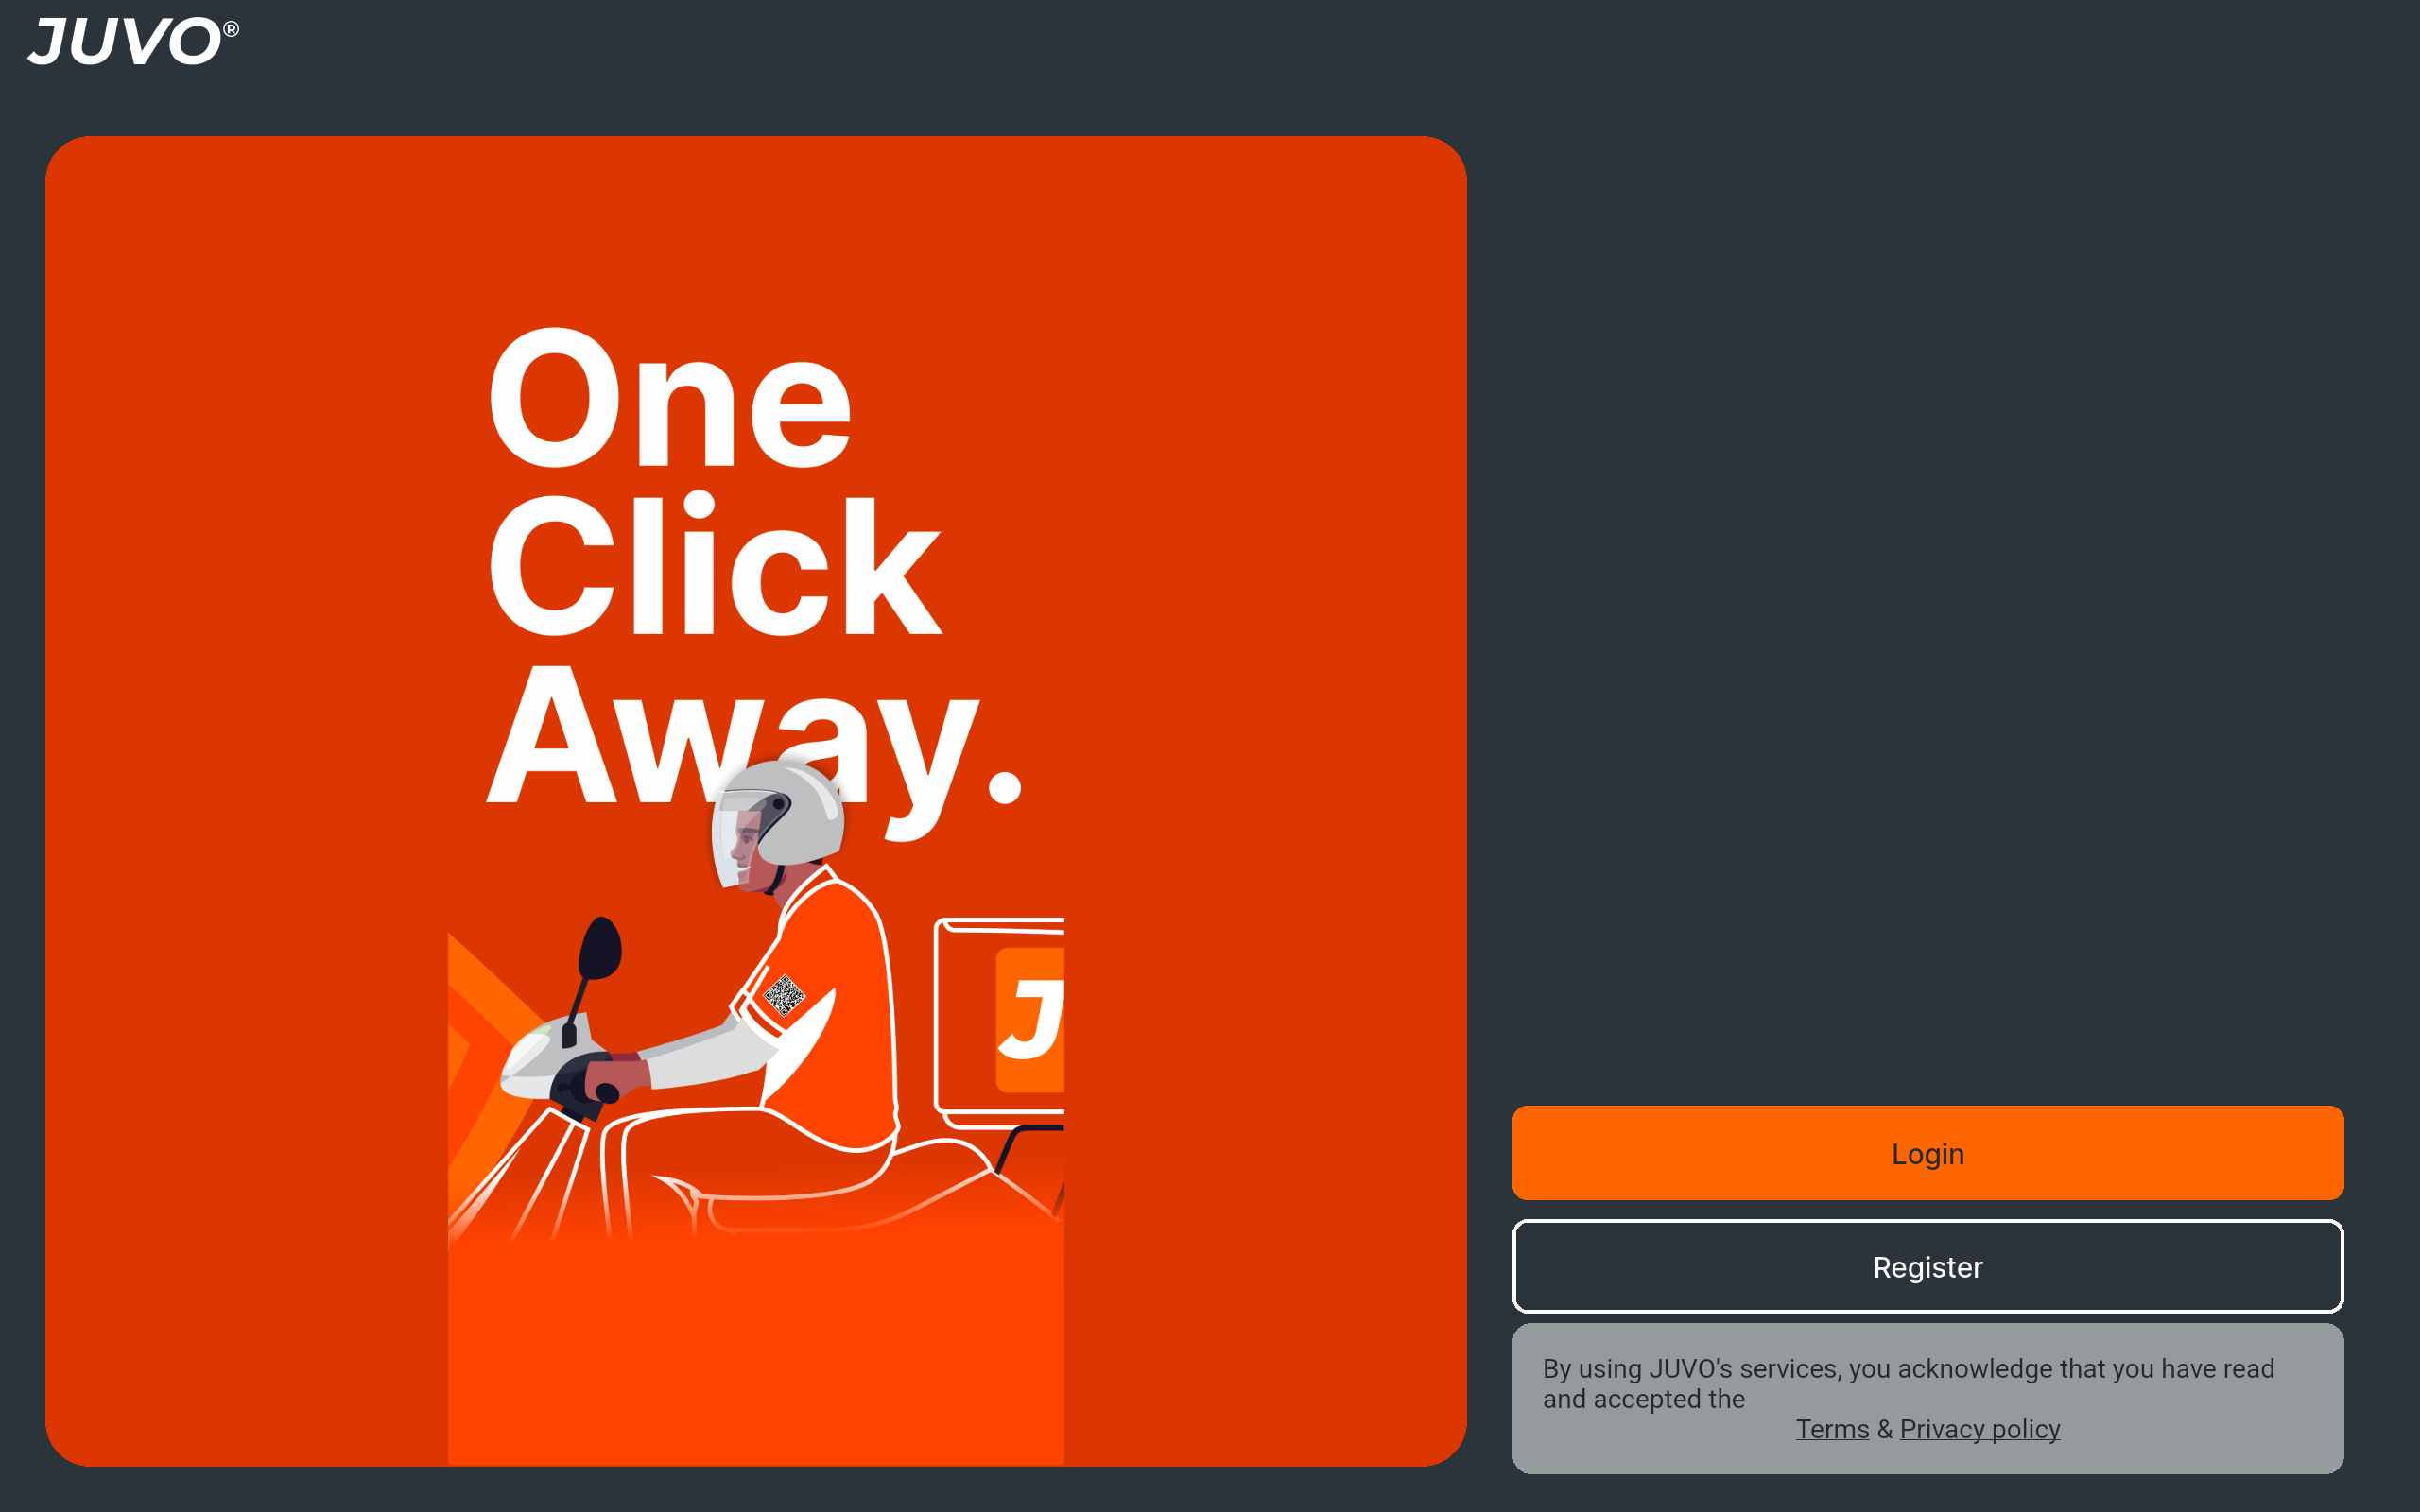 JUVO®
One
Click
Away.
J
Login
Register
By using JUVO's services, you acknowledge that you have read
and accepted the
Terms & Privacy policy